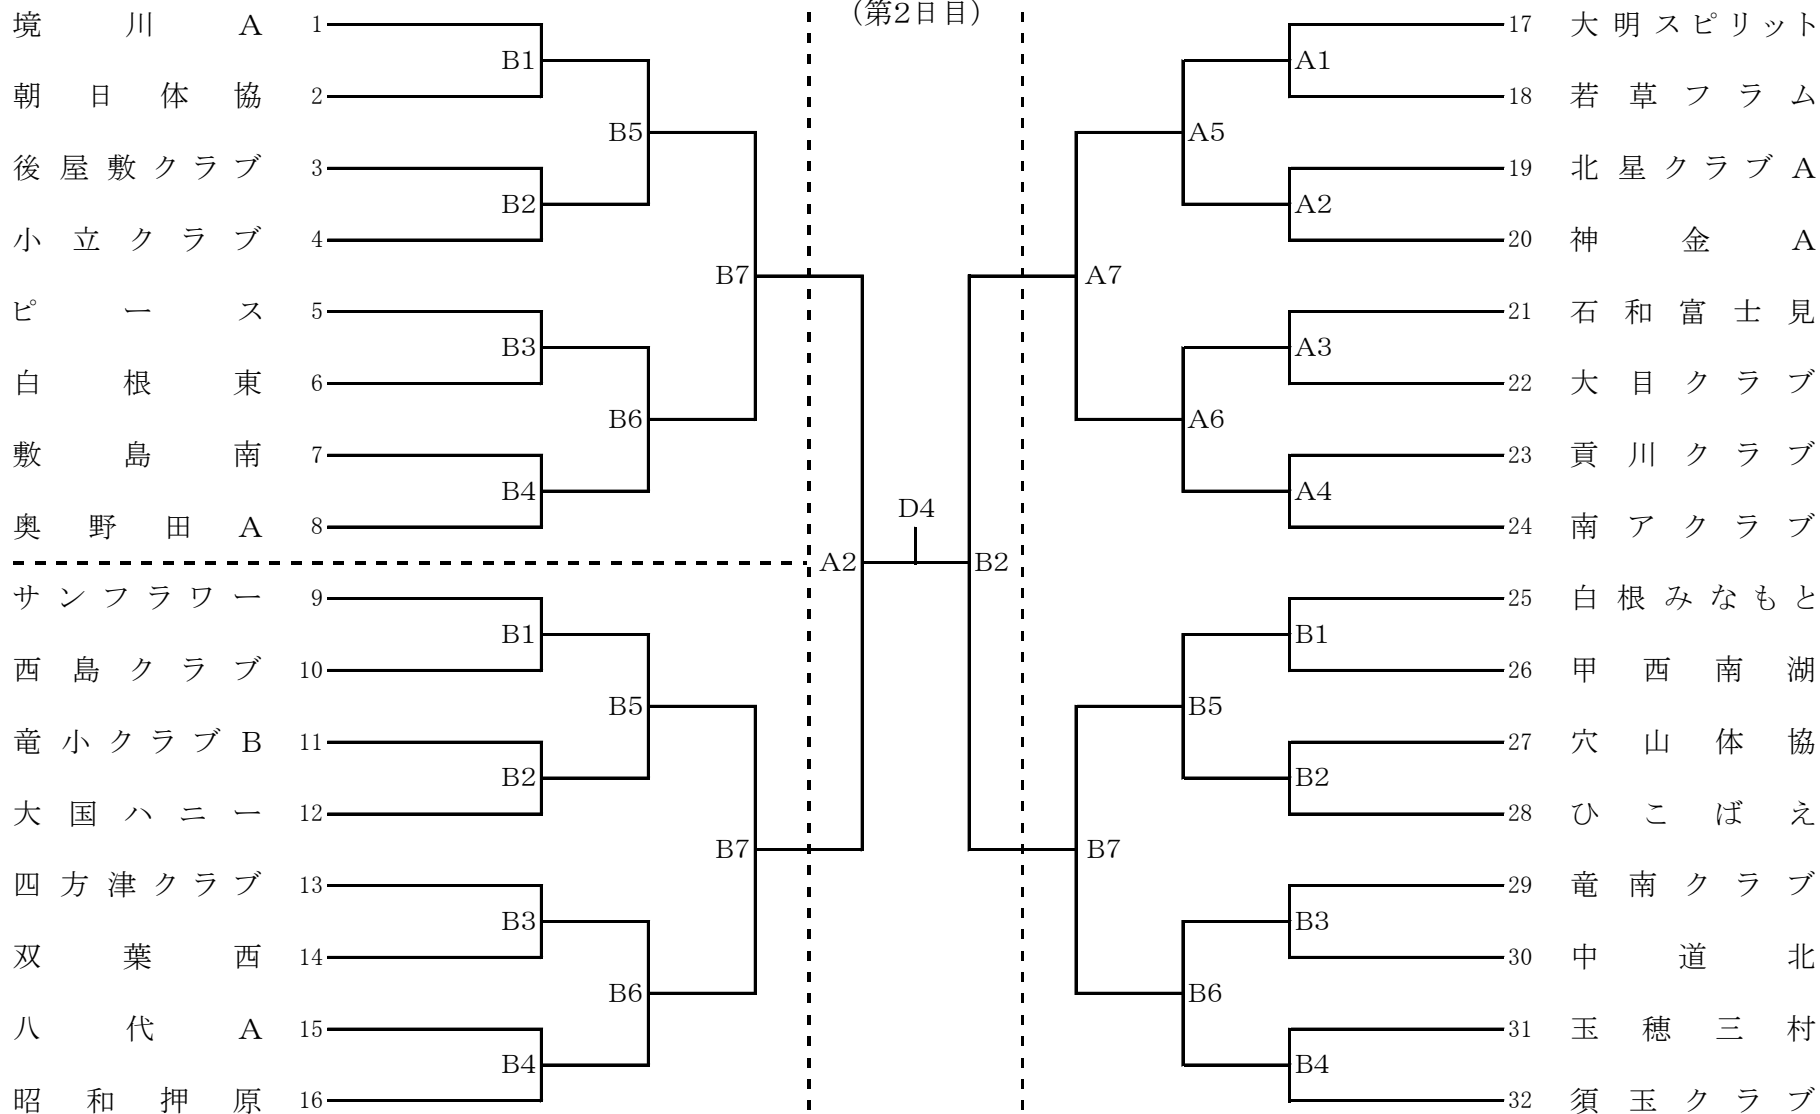 (第2日目)
境川A 1
B1
朝日体協 2
B5
後屋敷クラブ 3
B2
小立クラブ 4
B7
ピース 5
B3
白根東 6
B6
敷島南 7
B4
奥野田A 8
A2
サンフラワー 9
B1
西島クラブ 10
B5
竜小クラブB 11
B2
大国ハニー 12
B7
四方津クラブ 13
B3
双葉西 14
B6
八代A 15
B4
昭和押原 16
D4
17 大明スピリット
A1
18 若草フラム
A5
19 北星クラブA
A2
20 神金A
A7
21 石和富士見
A3
22 大目クラブ
A6
23 貢川クラブ
A4
24 南アクラブ
B2
25 白根みなもと
B1
26 甲西南湖
B5
27 穴山体協
B2
28 ひこばえ
B7
29 竜南クラブ
B3
30 中道北
B6
31 玉穂三村
B4
32 須玉クラブ